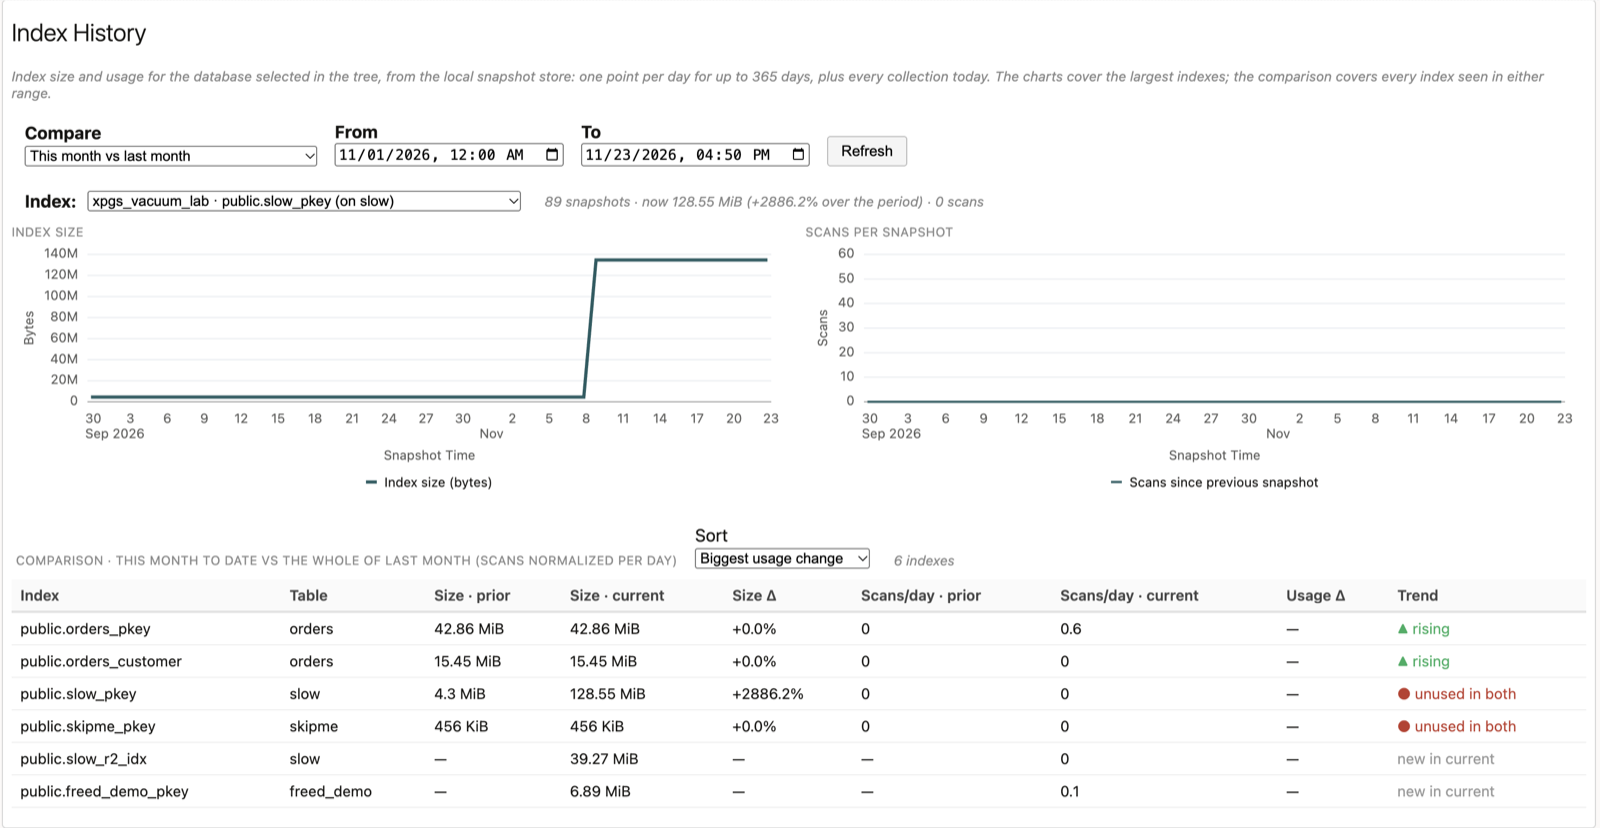 Index History
Index size and usage for the database selected in the tree, from the local snapshot store: one point per day for up to 365 days, plus every collection today. The charts cover the largest indexes; the comparison covers every index seen in either
range.
Compare From To
This month vs last month 11/01/2026, 12:00 AM 11/23/2026, 04:50 PM Refresh
Index: xpgs_vacuum_lab · public.slow_pkey (on slow) 89 snapshots · now 128.55 MiB (+2886.2% over the period) · 0 scans
INDEX SIZE
140M
120M
100M
80M
60M
40M
20M
0
Bytes
30 3 6 9 12 15 18 21 24 27 30 2 5 8 11 14 17 20 23
Sep 2026 Nov
Snapshot Time
Index size (bytes)
SCANS PER SNAPSHOT
60
50
40
30
20
10
0
Scans
30 3 6 9 12 15 18 21 24 27 30 2 5 8 11 14 17 20 23
Sep 2026 Nov
Snapshot Time
Scans since previous snapshot
Sort
COMPARISON · THIS MONTH TO DATE VS THE WHOLE OF LAST MONTH (SCANS NORMALIZED PER DAY) Biggest usage change 6 indexes
Index Table Size · prior Size · current Size Δ Scans/day · prior Scans/day · current Usage Δ Trend
public.orders_pkey orders 42.86 MiB 42.86 MiB +0.0% 0 0.6 — ▲ rising
public.orders_customer orders 15.45 MiB 15.45 MiB +0.0% 0 0 — ▲ rising
public.slow_pkey slow 4.3 MiB 128.55 MiB +2886.2% 0 0 — ● unused in both
public.skipme_pkey skipme 456 KiB 456 KiB +0.0% 0 0 — ● unused in both
public.slow_r2_idx slow — 39.27 MiB — — 0 — new in current
public.freed_demo_pkey freed_demo — 6.89 MiB — — 0.1 — new in current